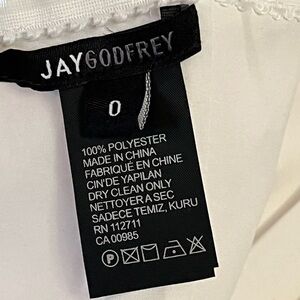 JAYGODFREY
0
100% POLYESTER
MADE IN CHINA
FABRIQUÉ EN CHINE
CIN'DE YAPILAN
DRY CLEAN ONLY
NETTOYER A SEC
SADECE TEMIZ, KURU
RN 112711
CA 00985
P